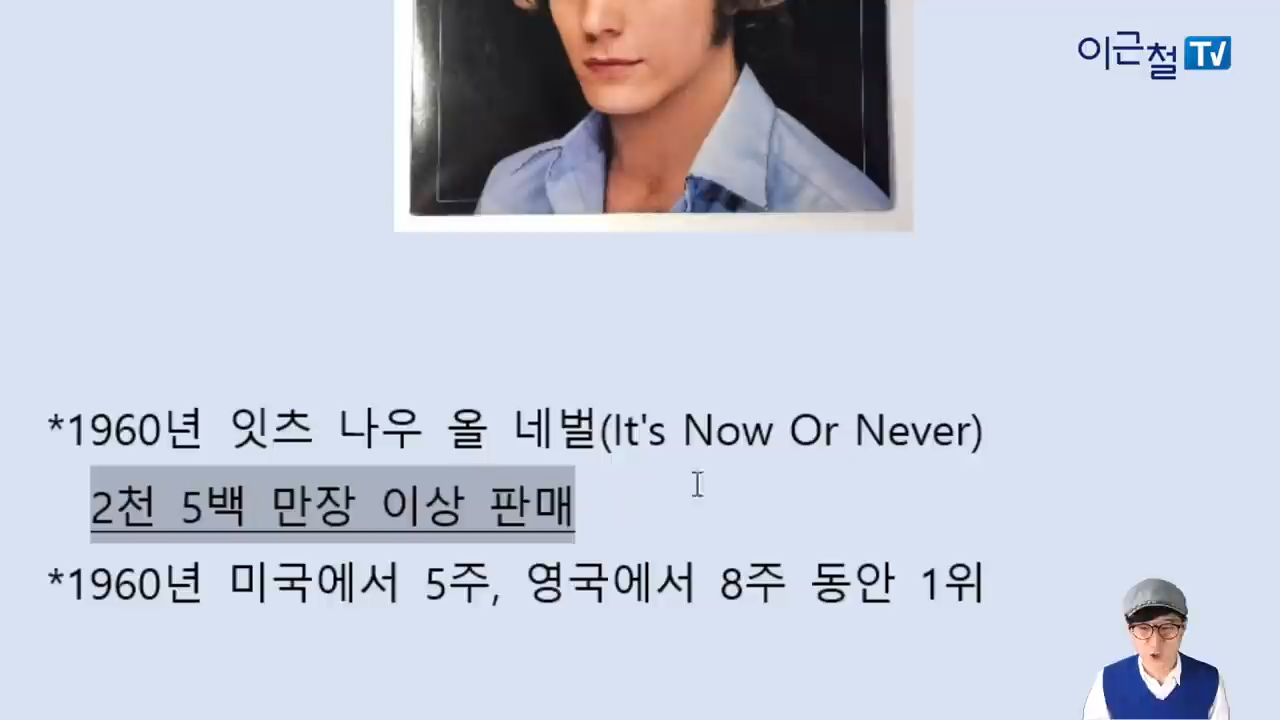 이근철 TV
*1960년 잇츠 나우 올 네벌(It's Now Or Never)
2천 5백 만장 이상 판매
*1960년 미국에서 5주, 영국에서 8주 동안 1위